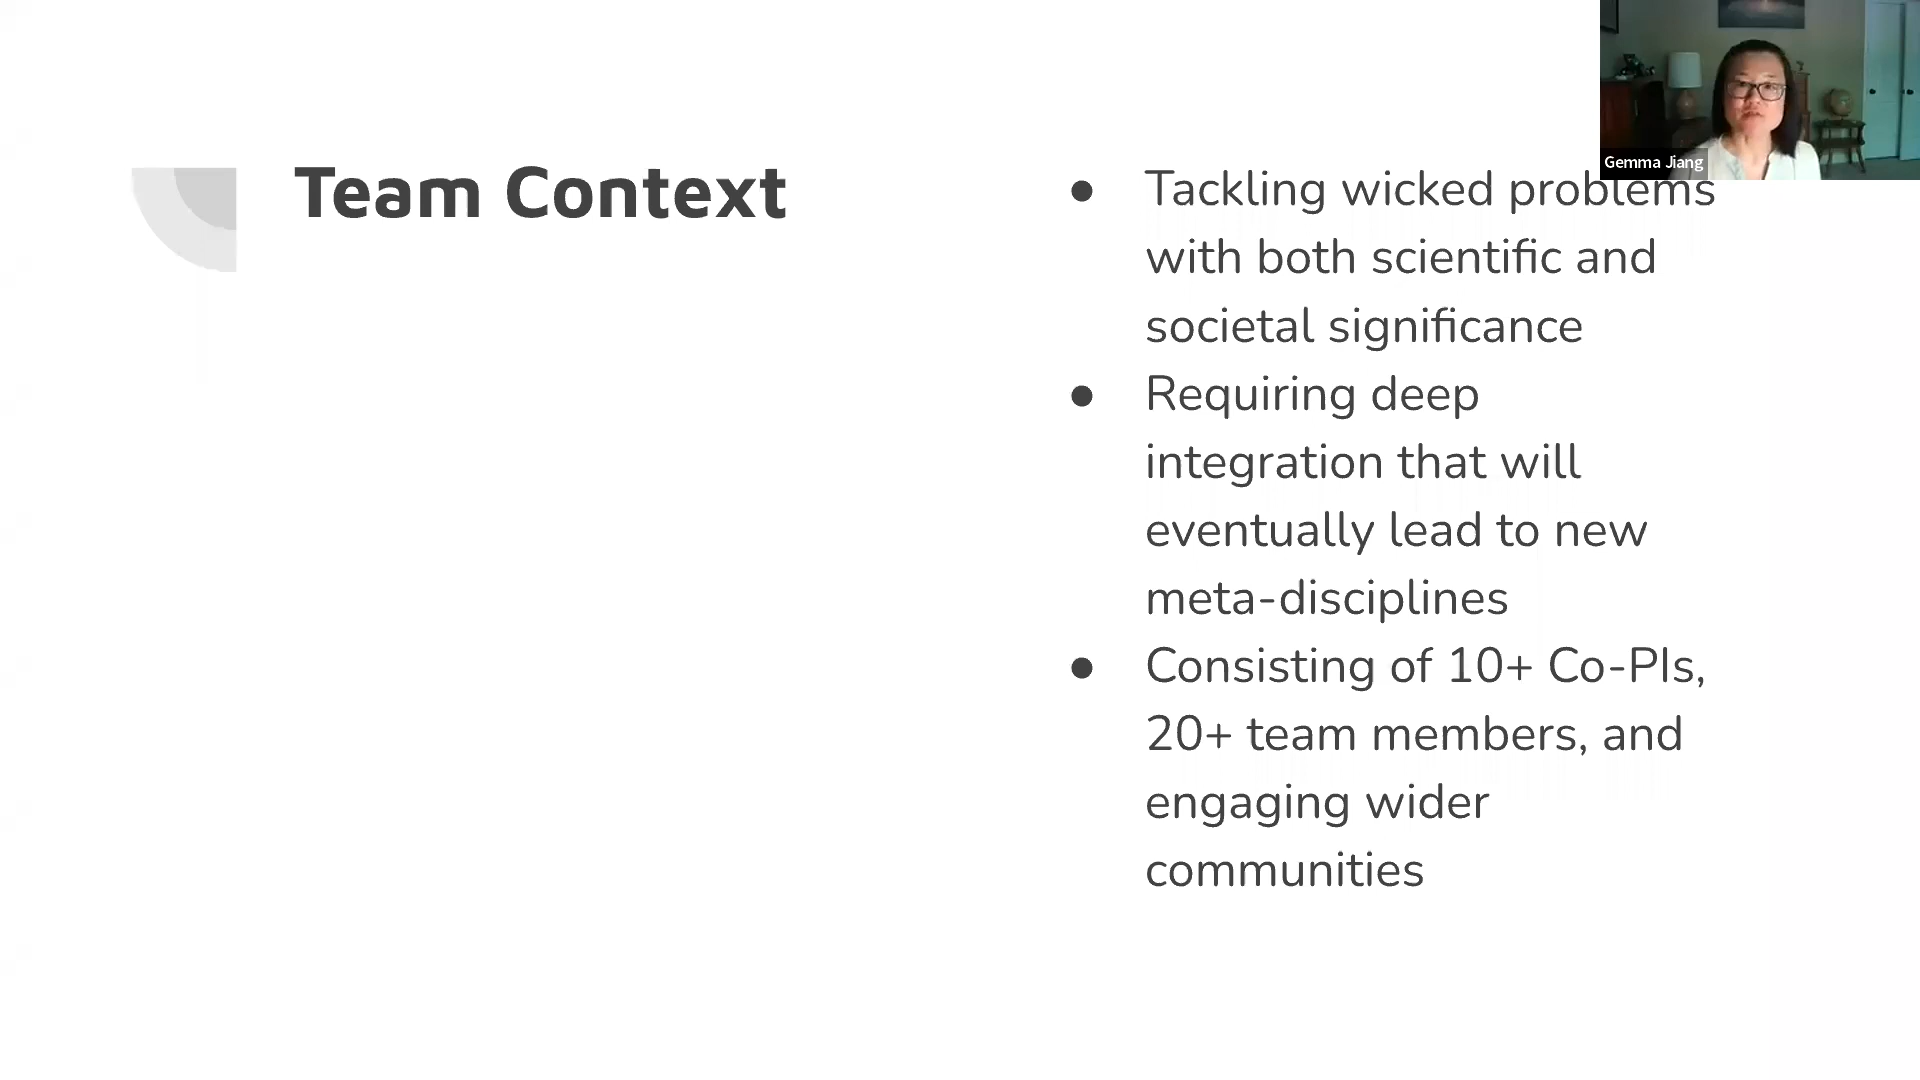 Team Context
● Tackling wicked problems
with both scientific and
societal significance
● Requiring deep
integration that will
eventually lead to new
meta-disciplines
● Consisting of 10+ Co-PIs,
20+ team members, and
engaging wider
communities
Gemma Jiang